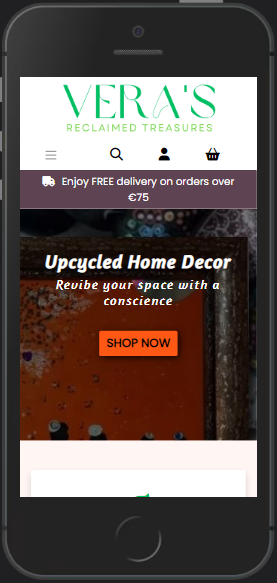 VERA'S
RECLAIMED TREASURES
Enjoy FREE delivery on orders over
€75
Upcycled Home Decor
Revibe your space with a
conscience
SHOP NOW